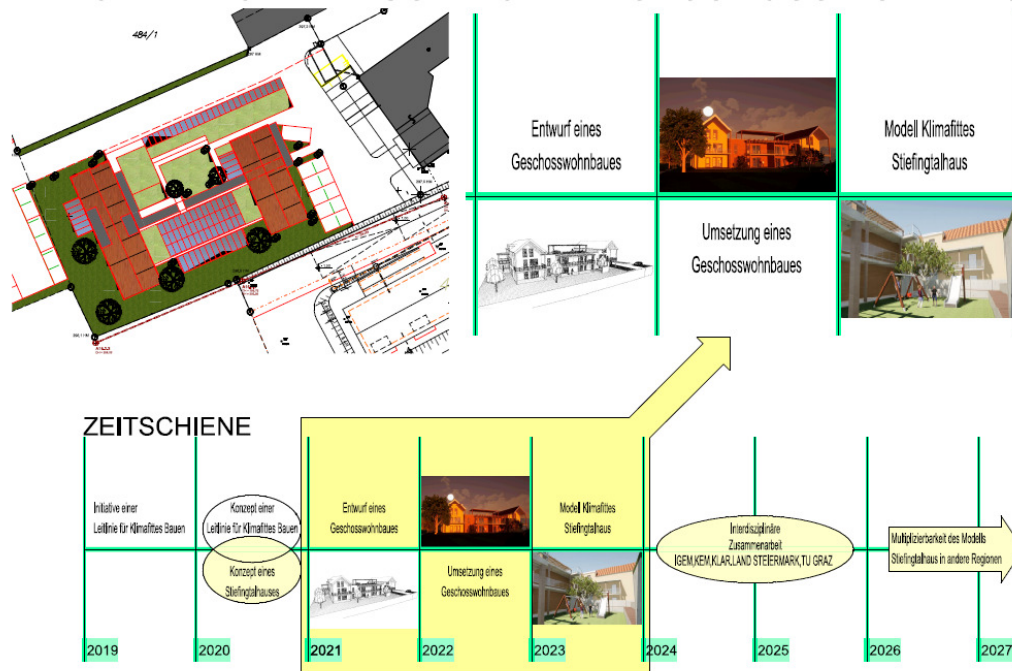 484/1
Entwurf eines
Geschosswohnbaues
Modell Klimafittes
Stiefingtalhaus
Umsetzung eines
Geschosswohnbaues
ZEITSCHIENE
Initiative einer
Leitlinie für Klimafittes Bauen
Konzept einer
Leitlinie für Klimafittes Bauen
Entwurf eines
Geschosswohnbaues
Modell Klimafittes
Stiefingtalhaus
Interdisziplinäre
Zusammenarbeit
IGEM,KEM,KLAR,LAND STEIERMARK,TU GRAZ
Multiplizierbarkeit des Modells
Stiefingtalhaus in andere Regionen
Konzept eines
Stiefingtalhauses
Umsetzung eines
Geschosswohnbaues
2019
2020
2021
2022
2023
2024
2025
2026
2027